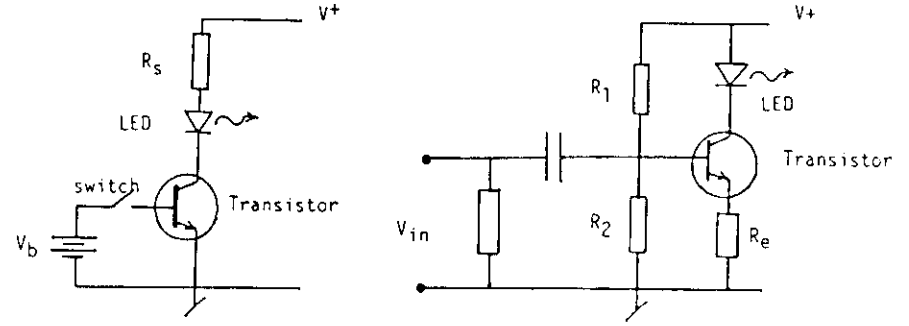 V+
Rs
LED
switch
Transistor
Vb
V+
R1
LED
Transistor
Vin
R2
Re